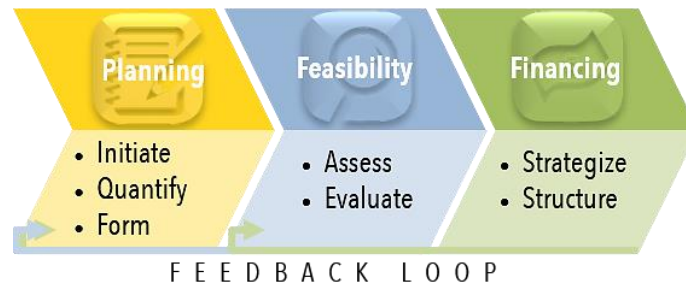 Planning
• Initiate
• Quantify
• Form
Feasibility
• Assess
• Evaluate
Financing
• Strategize
• Structure
FEEDBACK LOOP